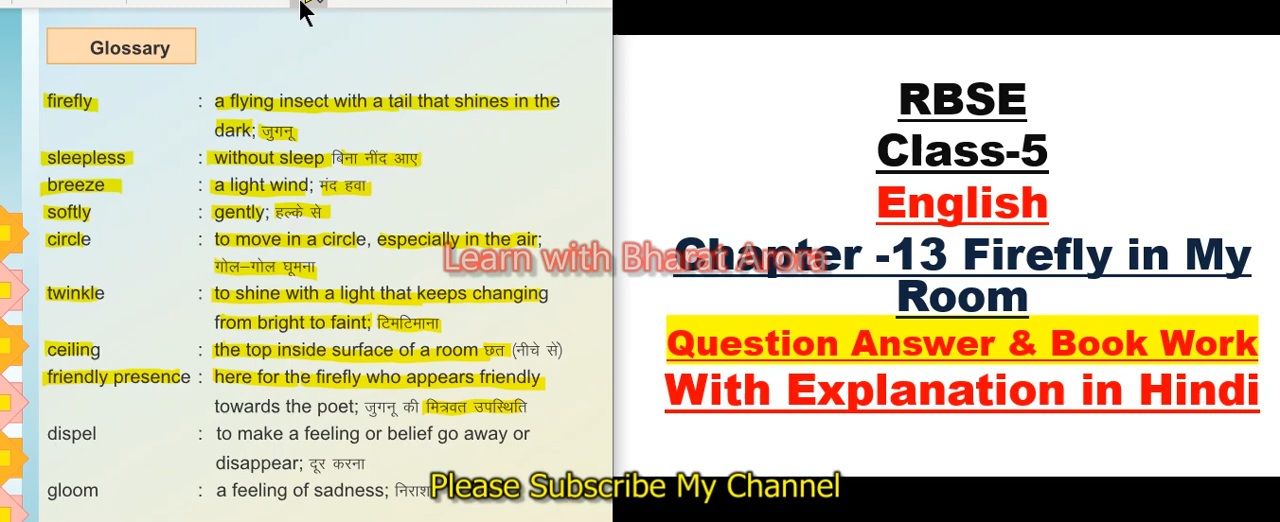 Glossary
firefly : a flying insect with a tail that shines in the
dark; जुगनू
sleepless : without sleep बिना नींद आए
breeze : a light wind; मंद हवा
softly : gently; हल्के से
circle : to move in a circle, especially in the air;
गोल–गोल घूमना
twinkle : to shine with a light that keeps changing
from bright to faint; टिमटिमाना
ceiling : the top inside surface of a room छत (नीचे से)
friendly presence : here for the firefly who appears friendly
towards the poet; जुगनू की मित्रवत उपस्थिति
dispel : to make a feeling or belief go away or
disappear; दूर करना
gloom : a feeling of sadness;
RBSE
Class-5
English
Chapter -13 Firefly in My
Room
Question Answer & Book Work
With Explanation in Hindi
Learn with Bharat Arora
Please Subscribe My Channel